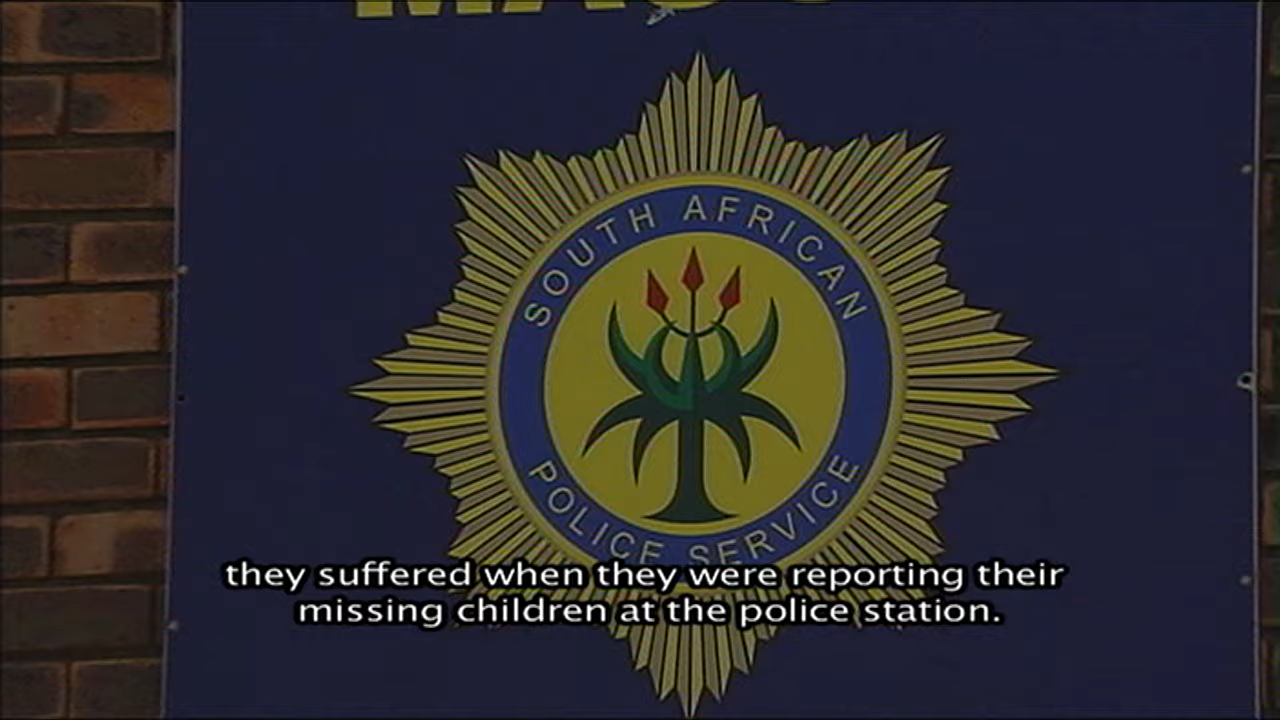 SOUTH AFRICAN
POLICE SERVICE
they suffered when they were reporting their
missing children at the police station.